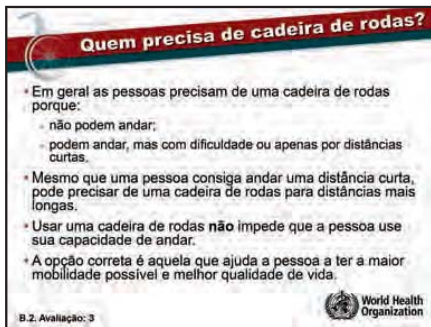 Quem precisa de cadeira de rodas?
• Em geral as pessoas precisam de uma cadeira de rodas
porque:
- não podem andar;
- podem andar, mas com dificuldade ou apenas por distâncias
curtas.
• Mesmo que uma pessoa consiga andar uma distância curta,
pode precisar de uma cadeira de rodas para distâncias mais
longas.
• Usar uma cadeira de rodas não impede que a pessoa use
sua capacidade de andar.
• A opção correta é aquela que ajuda a pessoa a ter a maior
mobilidade possível e melhor qualidade de vida.
B.2. Avaliação: 3
World Health
Organization